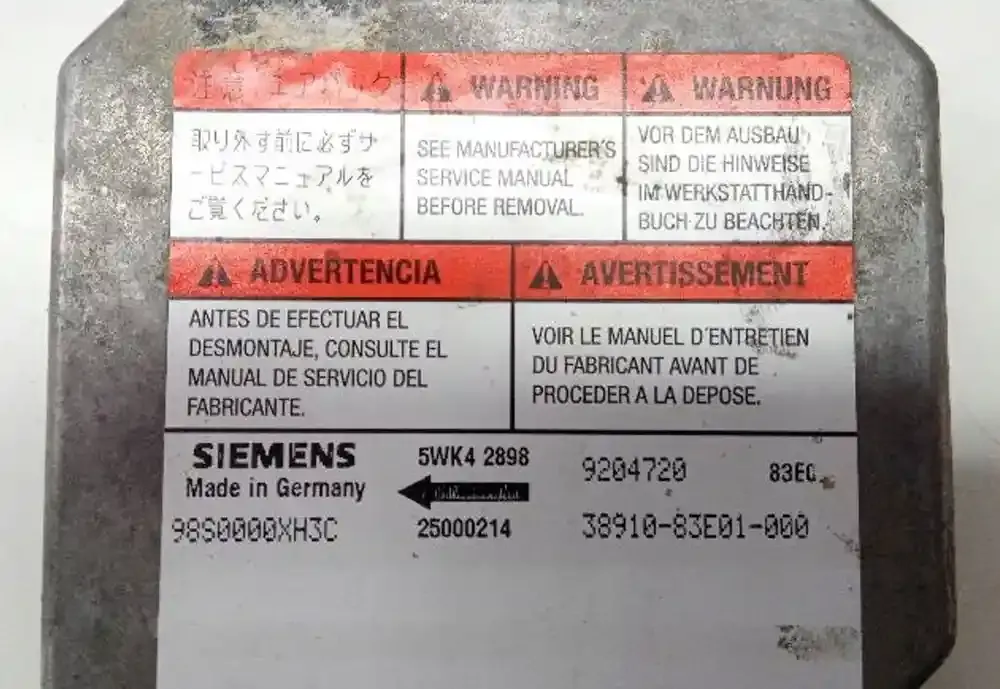 注意 エアバック
取り外す前に必ずサ
ービスマニュアルを
ご覧ください。
WARNING
SEE MANUFACTURER'S
SERVICE MANUAL
BEFORE REMOVAL.
WARNUNG
VOR DEM AUSBAU
SIND DIE HINWEISE
IM WERKSTATTHAND-
BUCH ZU BEACHTEN.
ADVERTENCIA
ANTES DE EFECTUAR EL
DESMONTAJE, CONSULTE EL
MANUAL DE SERVICIO DEL
FABRICANTE.
AVERTISSEMENT
VOIR LE MANUEL D'ENTRETIEN
DU FABRICANT AVANT DE
PROCEDER A LA DEPOSE.
SIEMENS 5WK4 2898 9204720
Made in Germany
98S0000XH3C 25000214 38910-83E01-000